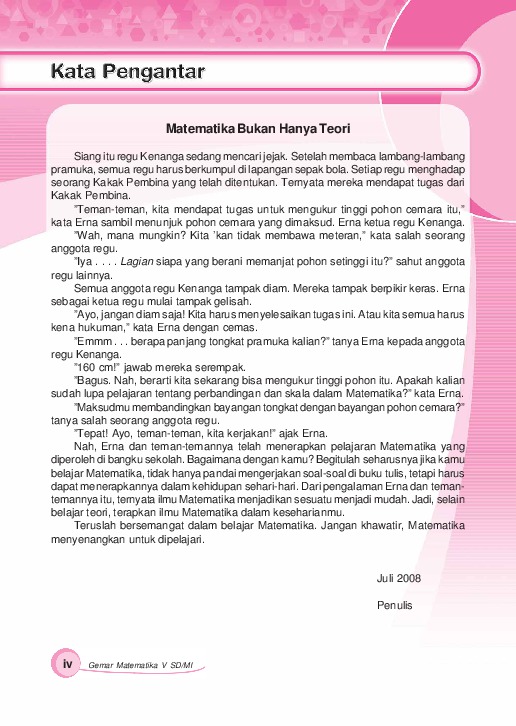 Kata Pengantar
Matematika Bukan Hanya Teori
Siang itu regu Kenanga sedang mencari jejak. Setelah membaca lambang-lambang
pramuka, semua regu harus berkumpul di lapangan sepak bola. Setiap regu menghadap
seorang Kakak Pembina yang telah ditentukan. Ternyata mereka mendapat tugas dari
Kakak Pembina.
”Teman-teman, kita mendapat tugas untuk mengukur tinggi pohon cemara itu,”
kata Erna sambil menunjuk pohon cemara yang dimaksud. Erna ketua regu Kenanga.
”Wah, mana mungkin? Kita ’kan tidak membawa meteran,” kata salah seorang
anggota regu.
”Iya . . . . Lagian siapa yang berani memanjat pohon setinggi itu?” sahut anggota
regu lainnya.
Semua anggota regu Kenanga tampak diam. Mereka tampak berpikir keras. Erna
sebagai ketua regu mulai tampak gelisah.
”Ayo, jangan diam saja! Kita harus menyelesaikan tugas ini. Atau kita semua harus
kena hukuman,” kata Erna dengan cemas.
”Emmm . . . berapa panjang tongkat pramuka kalian?” tanya Erna kepada anggota
regu Kenanga.
”160 cm!” jawab mereka serempak.
”Bagus. Nah, berarti kita sekarang bisa mengukur tinggi pohon itu. Apakah kalian
sudah lupa pelajaran tentang perbandingan dan skala dalam Matematika?” kata Erna.
”Maksudmu membandingkan bayangan tongkat dengan bayangan pohon cemara?”
tanya salah seorang anggota regu.
”Tepat! Ayo, teman-teman, kita kerjakan!” ajak Erna.
Nah, Erna dan teman-temannya telah menerapkan pelajaran Matematika yang
diperoleh di bangku sekolah. Bagaimana dengan kamu? Begitulah seharusnya jika kamu
belajar Matematika, tidak hanya pandai mengerjakan soal-soal di buku tulis, tetapi harus
dapat menerapkannya dalam kehidupan sehari-hari. Dari pengalaman Erna dan teman-
temannya itu, ternyata ilmu Matematika menjadikan sesuatu menjadi mudah. Jadi, selain
belajar teori, terapkan ilmu Matematika dalam keseharianmu.
Teruslah bersemangat dalam belajar Matematika. Jangan khawatir, Matematika
menyenangkan untuk dipelajari.
Juli 2008
Penulis
iv Gemar Matematika V SD/MI